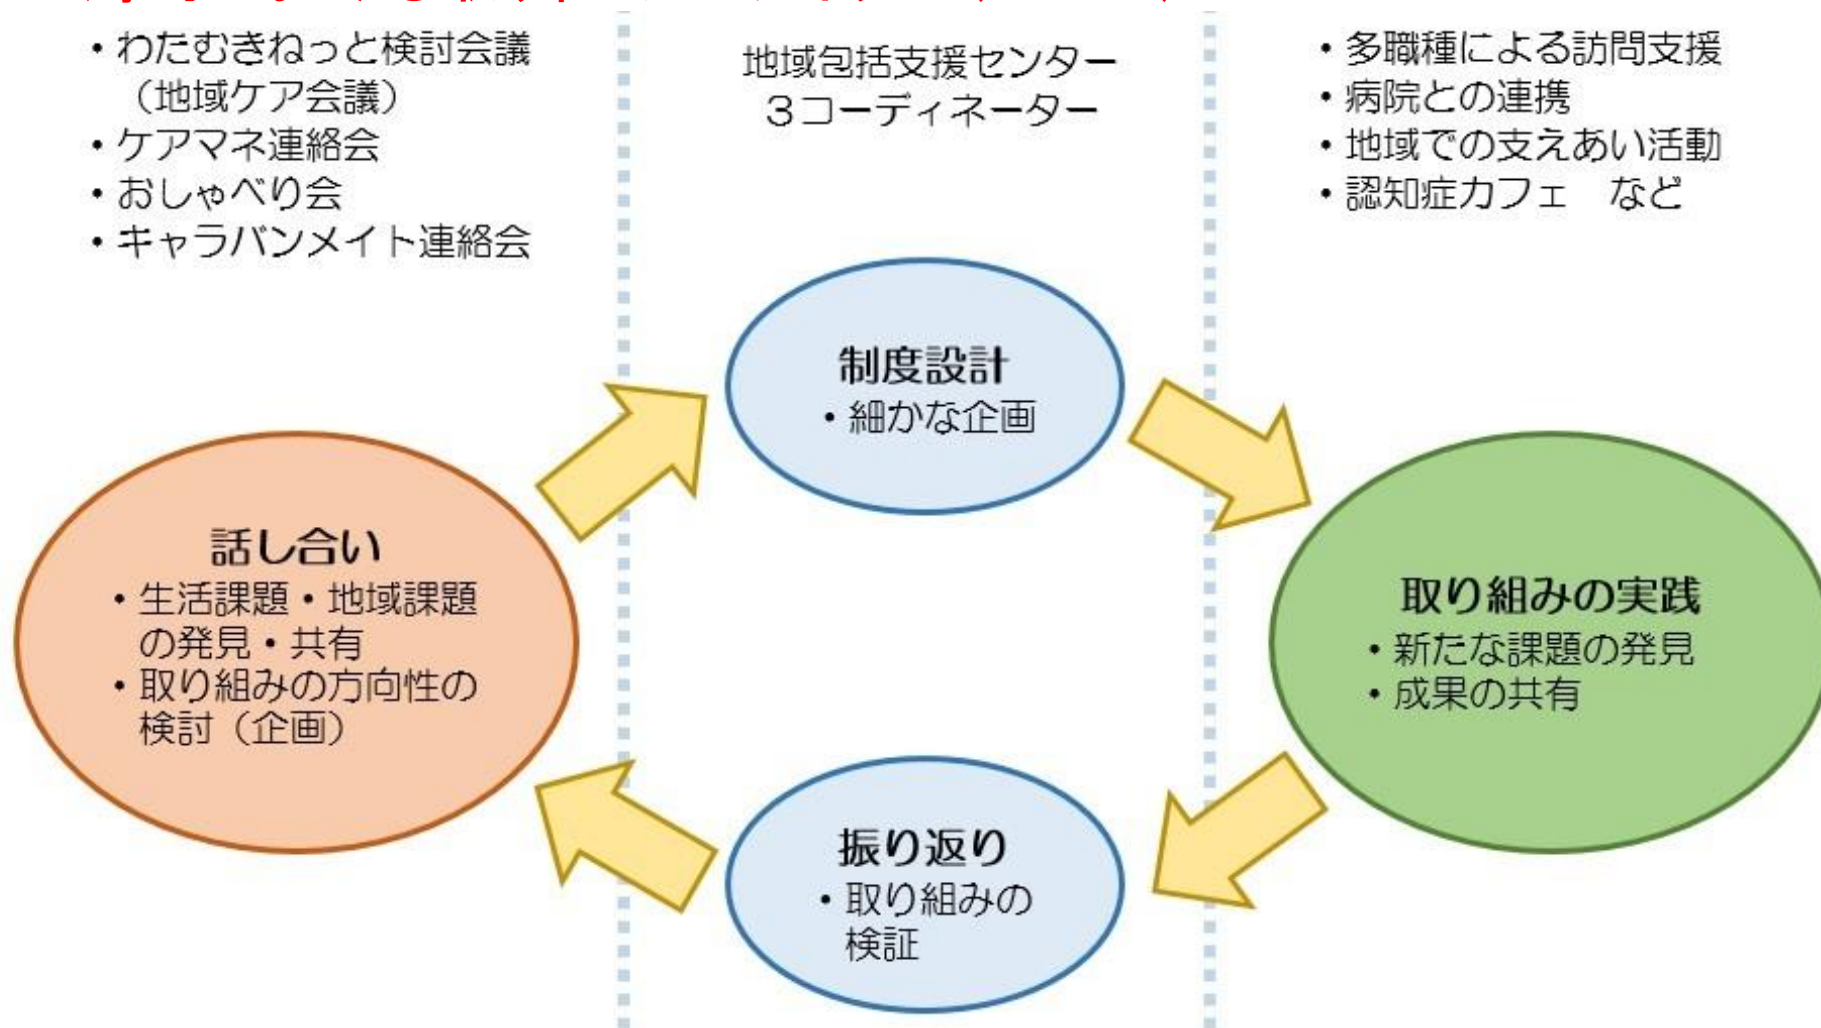 ・わたむきねっと検討会議
（地域ケア会議）
・ケアマネ連絡会
・おしゃべり会
・キャラバンメイト連絡会
地域包括支援センター
３コーディネーター
・多職種による訪問支援
・病院との連携
・地域での支えあい活動
・認知症カフェ　など
制度設計
・細かな企画
話し合い
・生活課題・地域課題
の発見・共有
・取り組みの方向性の
検討（企画）
取り組みの実践
・新たな課題の発見
・成果の共有
振り返り
・取り組みの
検証